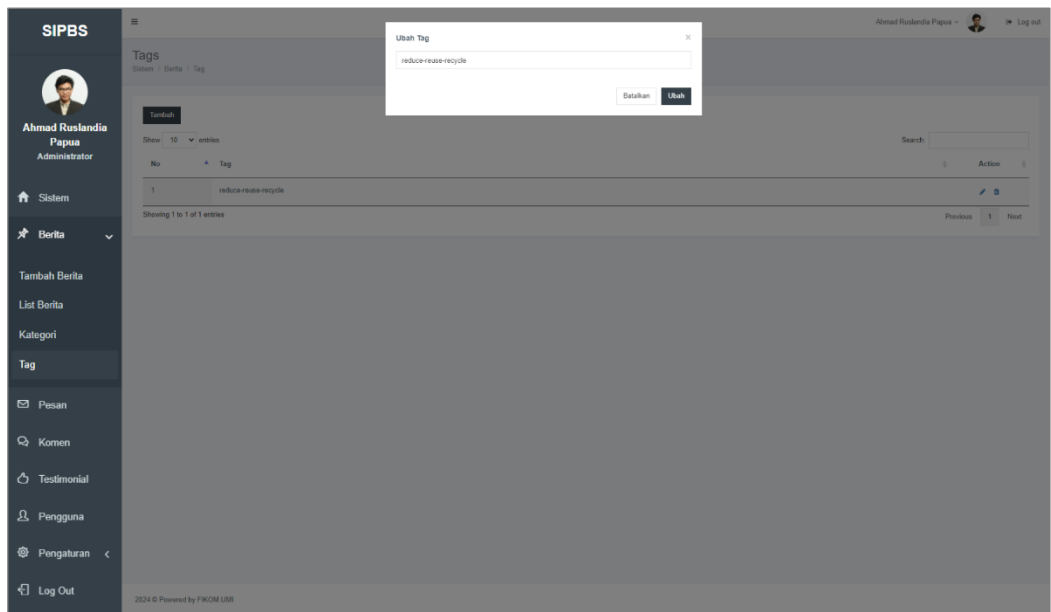 SIPBS
Ahmad Ruslandia Papua
Log out
Ubah Tag
×
reduce-reuse-recycle
Batalkan
Ubah
Tags
Sistem / Berita / Tag
Ahmad Ruslandia
Papua
Administrator
Sistem
Berita
Tambah Berita
List Berita
Kategori
Tag
Pesan
Komen
Testimonial
Pengguna
Pengaturan
Log Out
Tambah
Show 10 entries
Search:
No Tag Action
1 reduce-reuse-recycle
Showing 1 to 1 of 1 entries
Previous 1 Next
2024 © Powered by FIKOM UMI